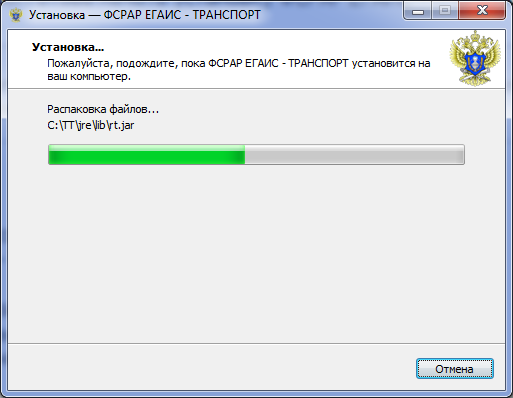 Установка — ФСРАР ЕГАИС - ТРАНСПОРТ
Установка...
Пожалуйста, подождите, пока ФСРАР ЕГАИС - ТРАНСПОРТ установится на
ваш компьютер.
Распаковка файлов...
C:\TT\jre\lib\rt.jar
Отмена